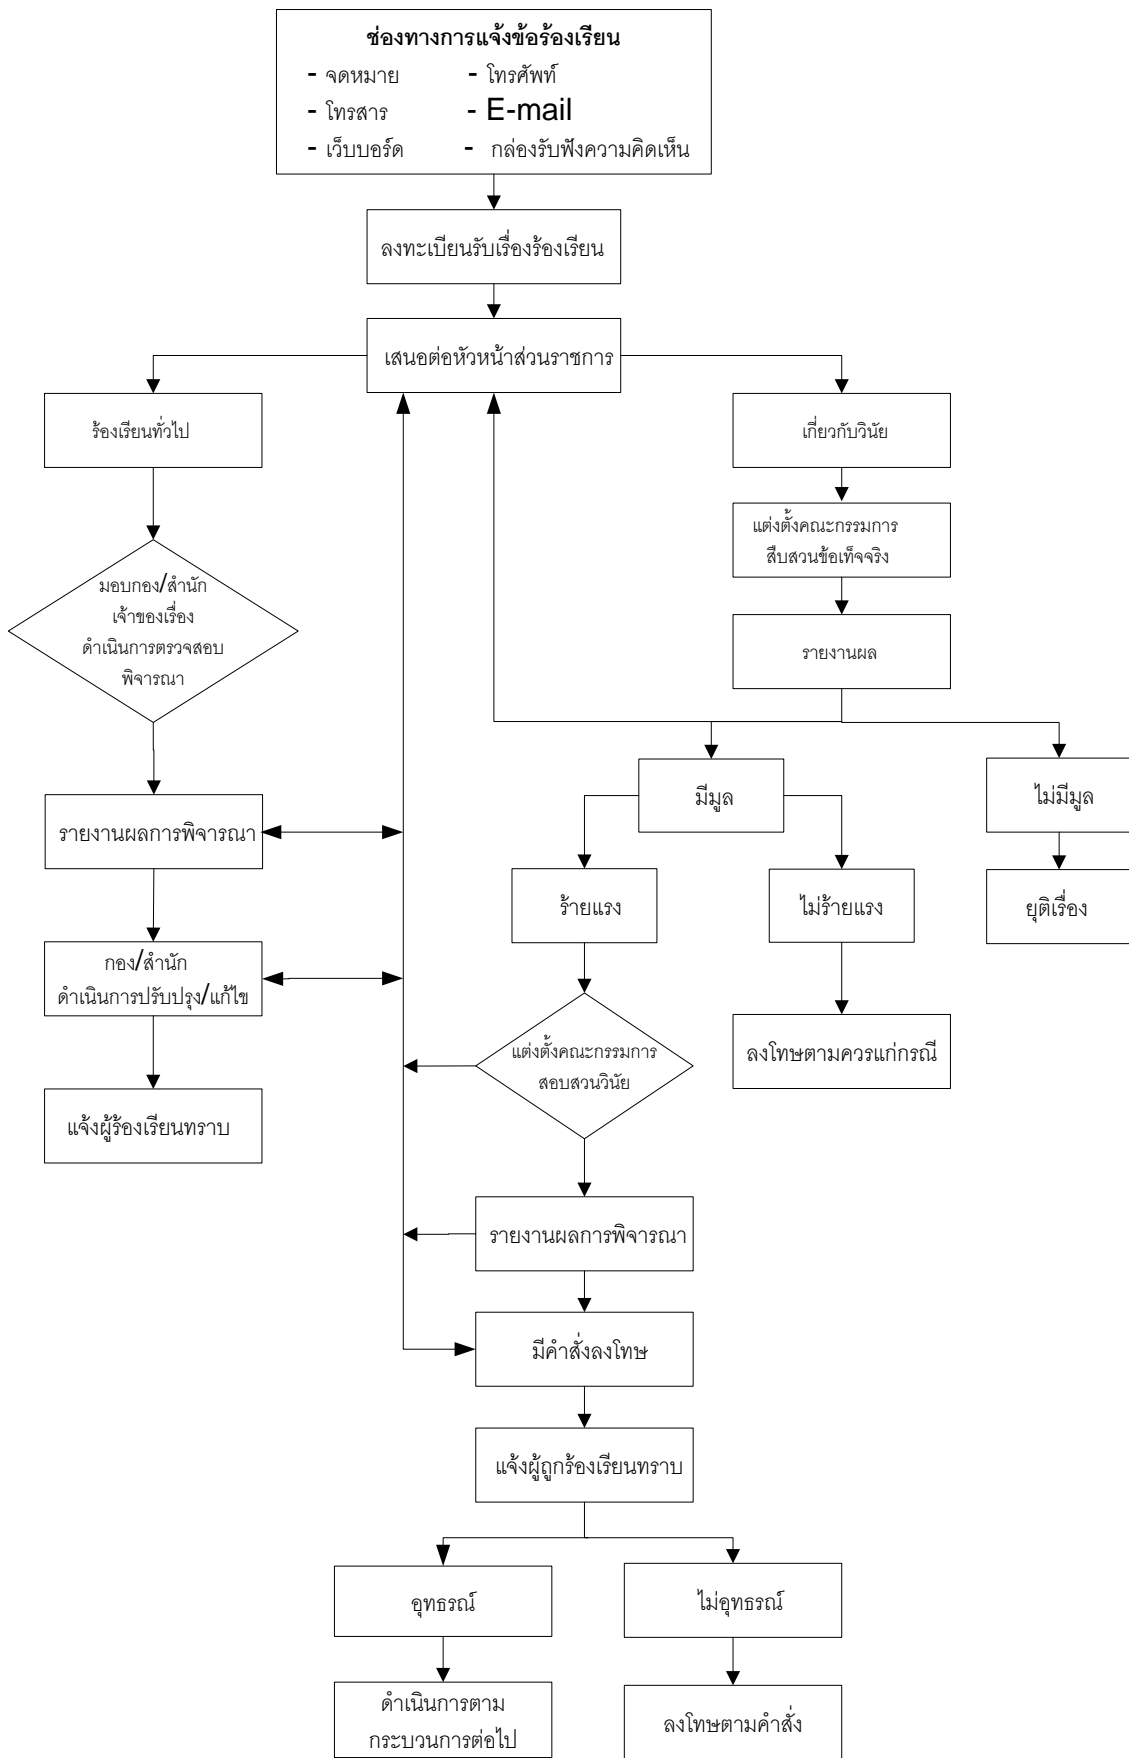 ช่องทางการแจ้งข้อร้องเรียน
- จดหมาย - โทรศัพท์
- โทรสาร - E-mail
- เว็บบอร์ด - กล่องรับฟังความคิดเห็น
ลงทะเบียนรับเรื่องร้องเรียน
เสนอต่อหัวหน้าส่วนราชการ
ร้องเรียนทั่วไป
เกี่ยวกับวินัย
มอบกอง/สำนัก
เจ้าของเรื่อง
ดำเนินการตรวจสอบ
พิจารณา
แต่งตั้งคณะกรรมการ
สืบสวนข้อเท็จจริง
รายงานผล
มีมูล
ไม่มีมูล
รายงานผลการพิจารณา
ร้ายแรง
ไม่ร้ายแรง
ยุติเรื่อง
กอง/สำนัก
ดำเนินการปรับปรุง/แก้ไข
แต่งตั้งคณะกรรมการ
สอบสวนวินัย
ลงโทษตามควรแก่กรณี
แจ้งผู้ร้องเรียนทราบ
รายงานผลการพิจารณา
มีคำสั่งลงโทษ
แจ้งผู้ถูกร้องเรียนทราบ
อุทธรณ์
ไม่อุทธรณ์
ดำเนินการตาม
กระบวนการต่อไป
ลงโทษตามคำสั่ง